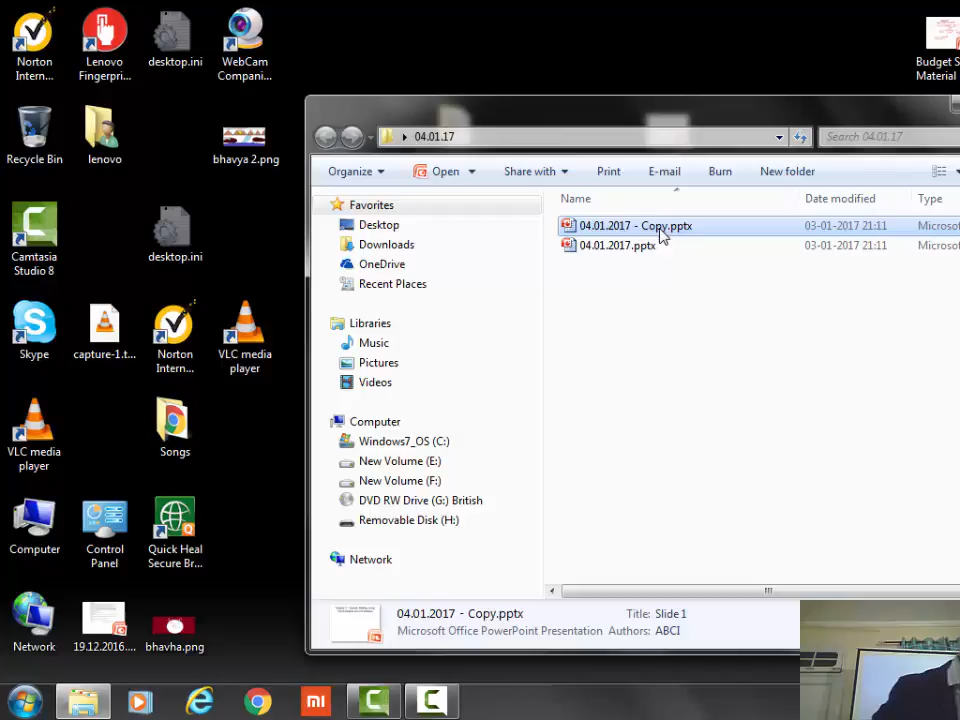 Norton
Intern...
Lenovo
Fingerpri...
desktop.ini
WebCam
Compani...
Budget S
Material
Recycle Bin
lenovo
bhavya 2.png
Camtasia
Studio 8
desktop.ini
Skype
capture-1.t...
Norton
Intern...
VLC media
player
VLC media
player
Songs
Computer
Control
Panel
Quick Heal
Secure Br...
Network
19.12.2016....
bhavha.png
04.01.17
Search 04.01.17
Organize Open Share with Print E-mail Burn New folder
Favorites
Desktop
Downloads
OneDrive
Recent Places
Libraries
Music
Pictures
Videos
Computer
Windows7_OS (C:)
New Volume (E:)
New Volume (F:)
DVD RW Drive (G:) British
Removable Disk (H:)
Network
Name Date modified Type
04.01.2017 - Copy.pptx 03-01-2017 21:11 Microso
04.01.2017.pptx 03-01-2017 21:11 Microso
04.01.2017 - Copy.pptx Title: Slide 1
Microsoft Office PowerPoint Presentation Authors: ABCI
mi